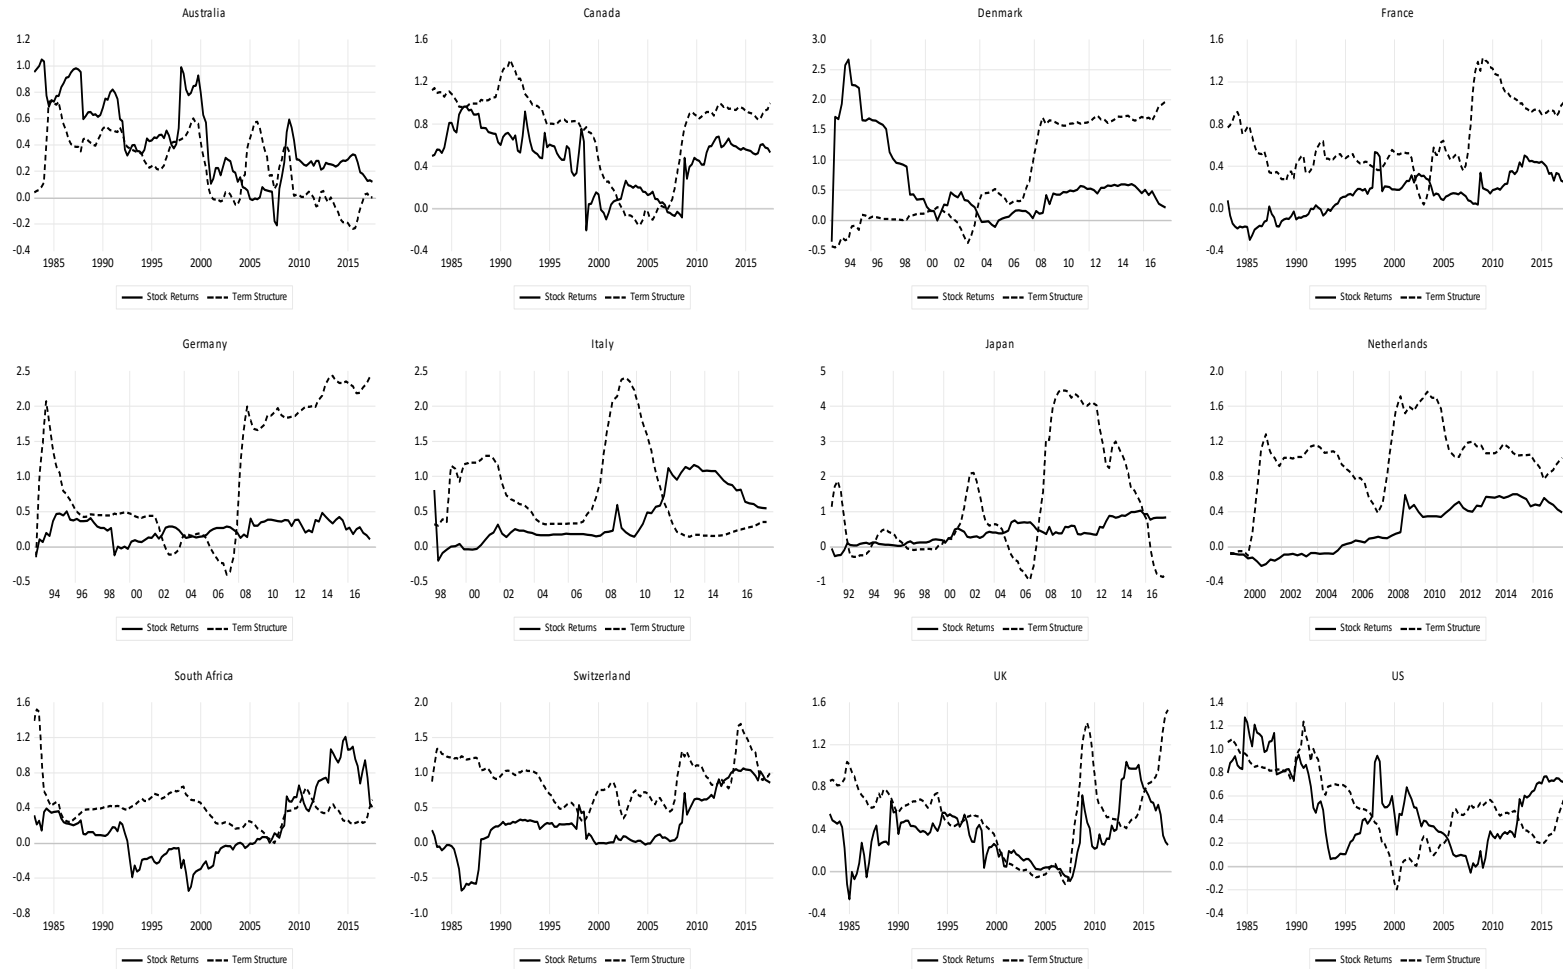 Australia
1.2
1.0
0.8
0.6
0.4
0.2
0.0
-0.2
-0.4
1985 1990 1995 2000 2005 2010 2015
Stock Returns Term Structure
Canada
1.6
1.2
0.8
0.4
0.0
-0.4
1985 1990 1995 2000 2005 2010 2015
Stock Returns Term Structure
Denmark
3.0
2.5
2.0
1.5
1.0
0.5
0.0
-0.5
94 96 98 00 02 04 06 08 10 12 14 16
Stock Returns Term Structure
France
1.6
1.2
0.8
0.4
0.0
-0.4
1985 1990 1995 2000 2005 2010 2015
Stock Returns Term Structure
Germany
2.5
2.0
1.5
1.0
0.5
0.0
-0.5
94 96 98 00 02 04 06 08 10 12 14 16
Stock Returns Term Structure
Italy
2.5
2.0
1.5
1.0
0.5
0.0
-0.5
98 00 02 04 06 08 10 12 14 16
Stock Returns Term Structure
Japan
5
4
3
2
1
0
-1
92 94 96 98 00 02 04 06 08 10 12 14 16
Stock Returns Term Structure
Netherlands
2.0
1.6
1.2
0.8
0.4
0.0
-0.4
2000 2002 2004 2006 2008 2010 2012 2014 2016
Stock Returns Term Structure
South Africa
1.6
1.2
0.8
0.4
0.0
-0.4
-0.8
1985 1990 1995 2000 2005 2010 2015
Stock Returns Term Structure
Switzerland
2.0
1.5
1.0
0.5
0.0
-0.5
-1.0
1985 1990 1995 2000 2005 2010 2015
Stock Returns Term Structure
UK
1.6
1.2
0.8
0.4
0.0
-0.4
1985 1990 1995 2000 2005 2010 2015
Stock Returns Term Structure
US
1.4
1.2
1.0
0.8
0.6
0.4
0.2
0.0
-0.2
-0.4
1985 1990 1995 2000 2005 2010 2015
Stock Returns Term Structure